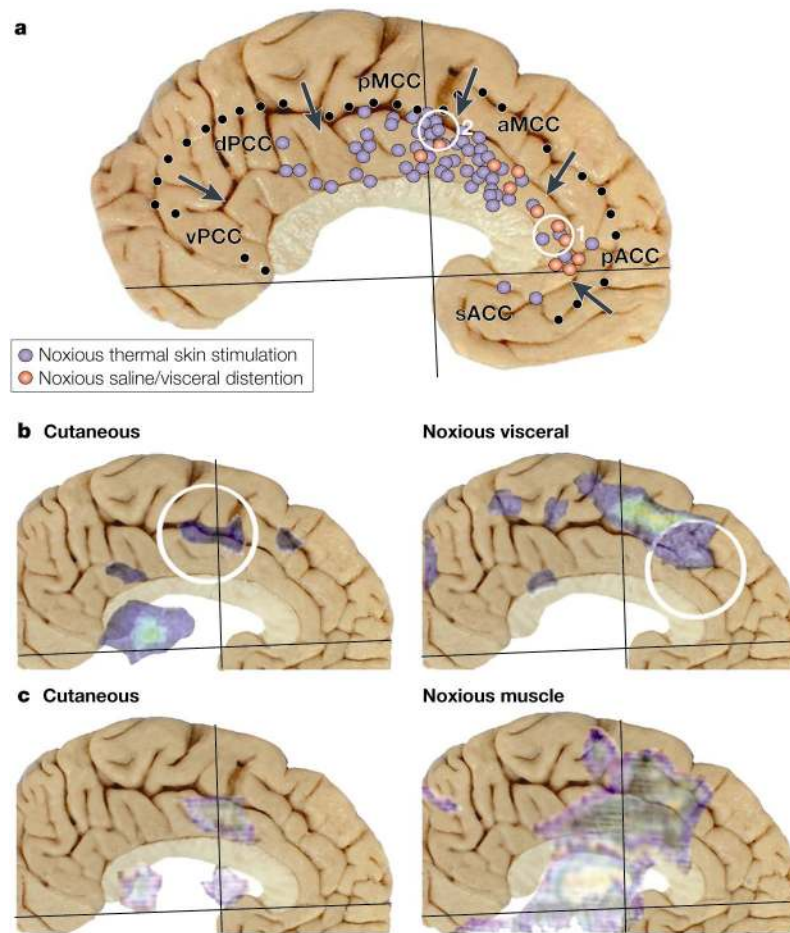 a
pMCC
2
aMCC
dPCC
vPCC
1
pACC
sACC
Noxious thermal skin stimulation
Noxious saline/visceral distention
b Cutaneous
Noxious visceral
c Cutaneous
Noxious muscle